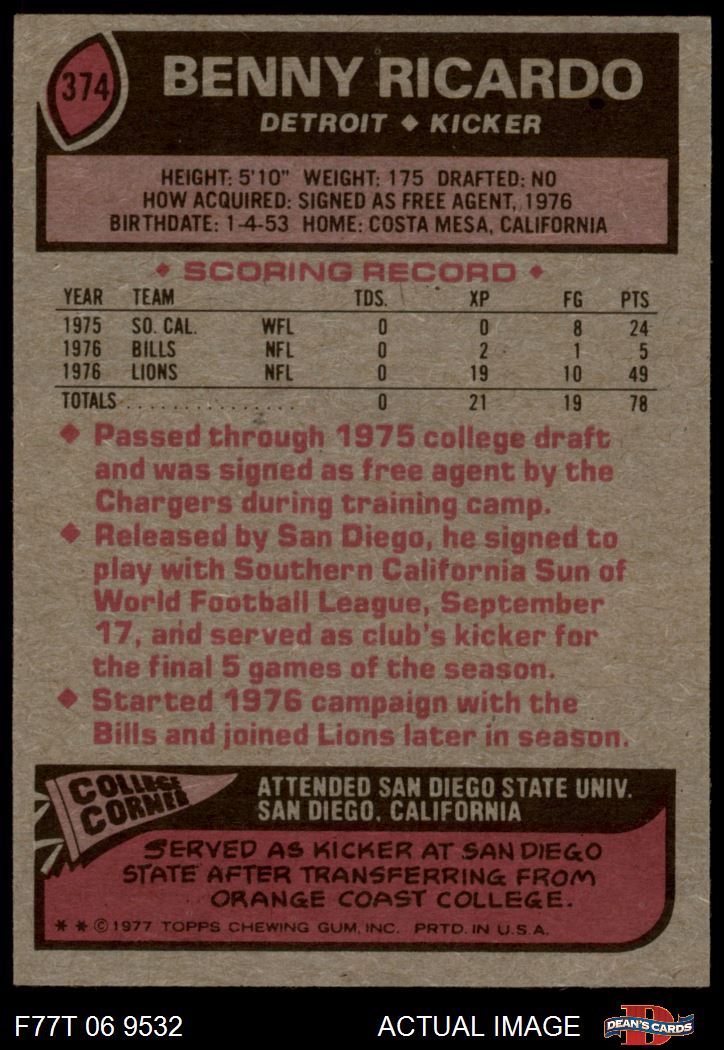 374
BENNY RICARDO
DETROIT ◆ KICKER
HEIGHT: 5'10" WEIGHT: 175 DRAFTED: NO
HOW ACQUIRED: SIGNED AS FREE AGENT, 1976
BIRTHDATE: 1-4-53 HOME: COSTA MESA, CALIFORNIA
◆ SCORING RECORD ◆
YEAR TEAM TDS. XP FG PTS
1975 SO. CAL. WFL 0 0 8 24
1976 BILLS NFL 0 2 1 5
1976 LIONS NFL 0 19 10 49
TOTALS . . . . . . . . . . . . . . . . 0 21 19 78
◆ Passed through 1975 college draft
and was signed as free agent by the
Chargers during training camp.
◆ Released by San Diego, he signed to
play with Southern California Sun of
World Football League, September
17, and served as club's kicker for
the final 5 games of the season.
◆ Started 1976 campaign with the
Bills and joined Lions later in season.
COLLEGE
CORNER
ATTENDED SAN DIEGO STATE UNIV.
SAN DIEGO, CALIFORNIA
SERVED AS KICKER AT SAN DIEGO
STATE AFTER TRANSFERRING FROM
ORANGE COAST COLLEGE.
* * © 1977 TOPPS CHEWING GUM, INC. PRTD. IN U.S.A.
F77T 06 9532 ACTUAL IMAGE
D
DEAN'S CARDS